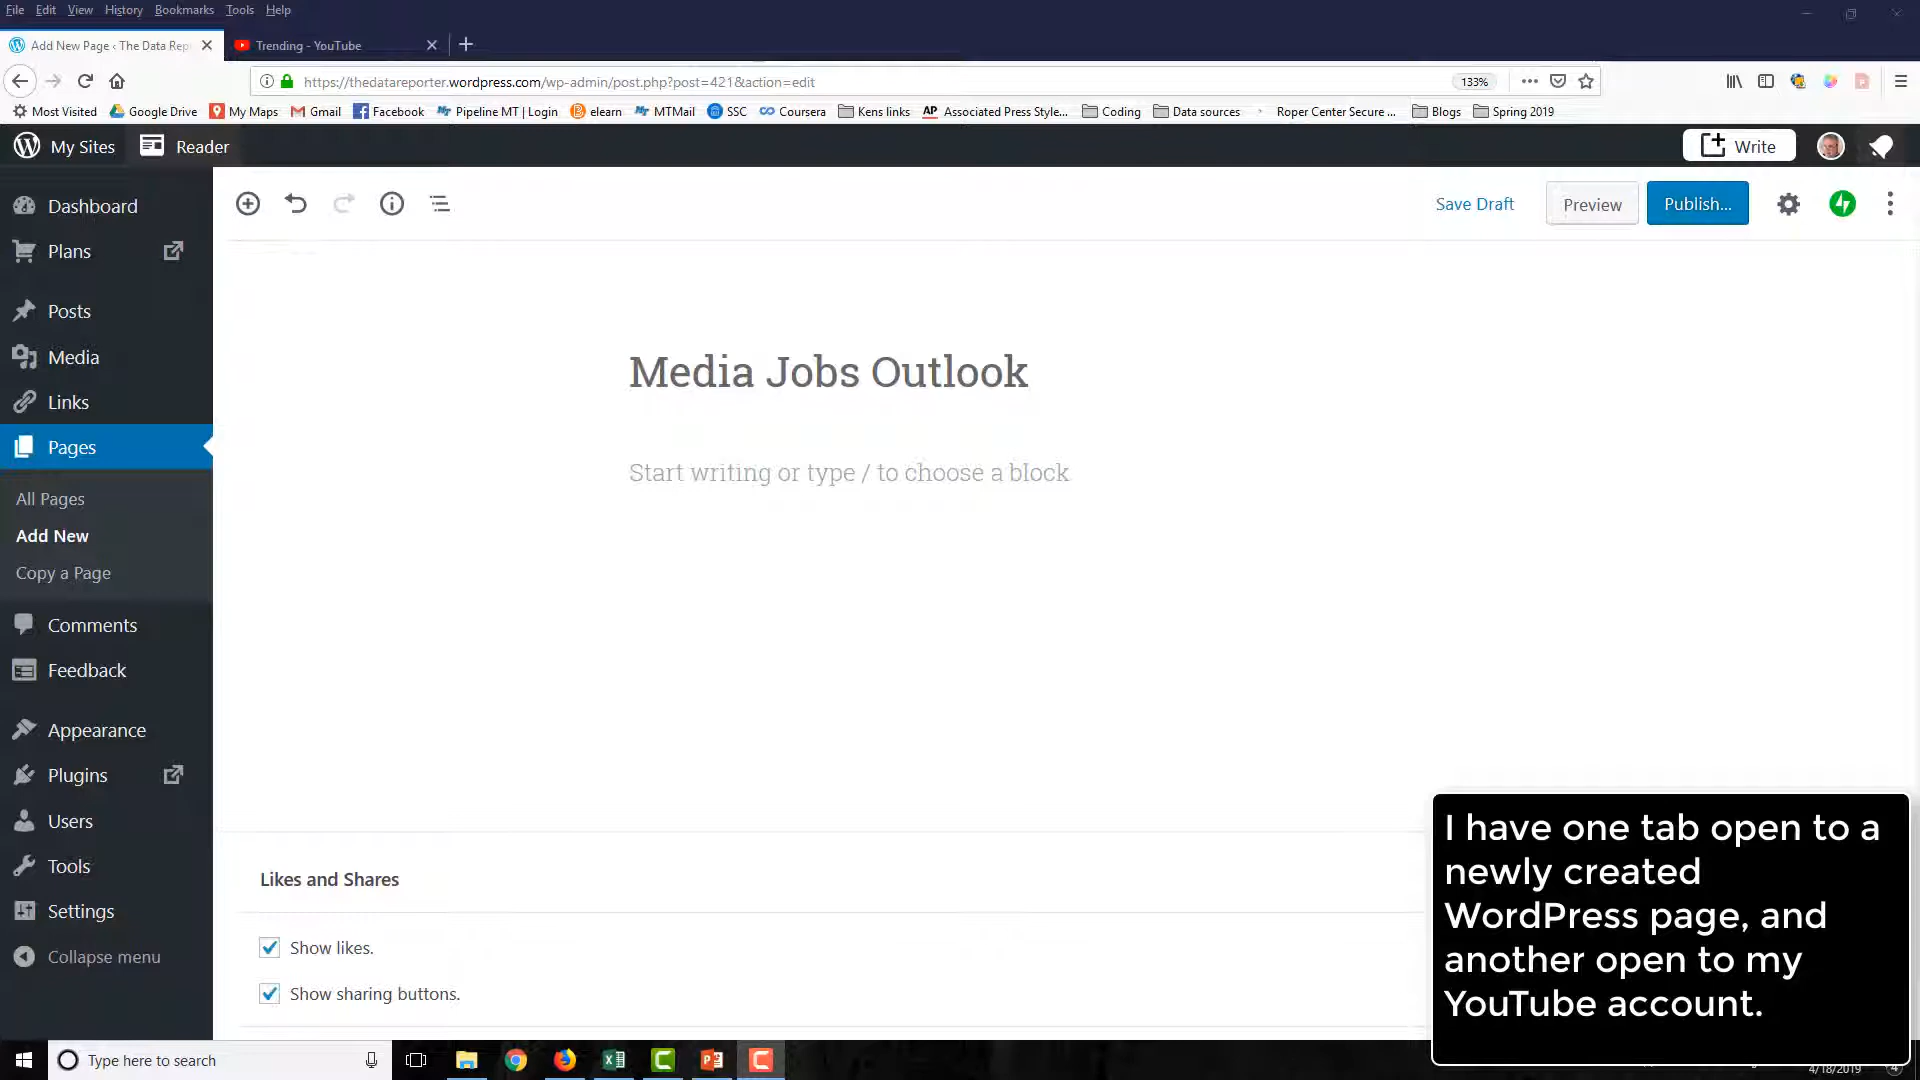 File Edit View History Bookmarks Tools Help
Add New Page ‹ The Data Rep
Trending - YouTube
https://thedatareporter.wordpress.com/wp-admin/post.php?post=421&action=edit
133%
Most Visited Google Drive My Maps Gmail Facebook Pipeline MT | Login elearn MTMail SSC Coursera Kens links AP Associated Press Style... Coding Data sources Roper Center Secure ... Blogs Spring 2019
My Sites Reader Write
Dashboard
Save Draft Preview Publish...
Plans
Posts
Media
Links
Pages
All Pages
Add New
Copy a Page
Comments
Feedback
Appearance
Plugins
Users
Tools
Settings
Collapse menu
Media Jobs Outlook
Start writing or type / to choose a block
Likes and Shares
Show likes.
Show sharing buttons.
I have one tab open to a
newly created
WordPress page, and
another open to my
YouTube account.
Type here to search
4/18/2019